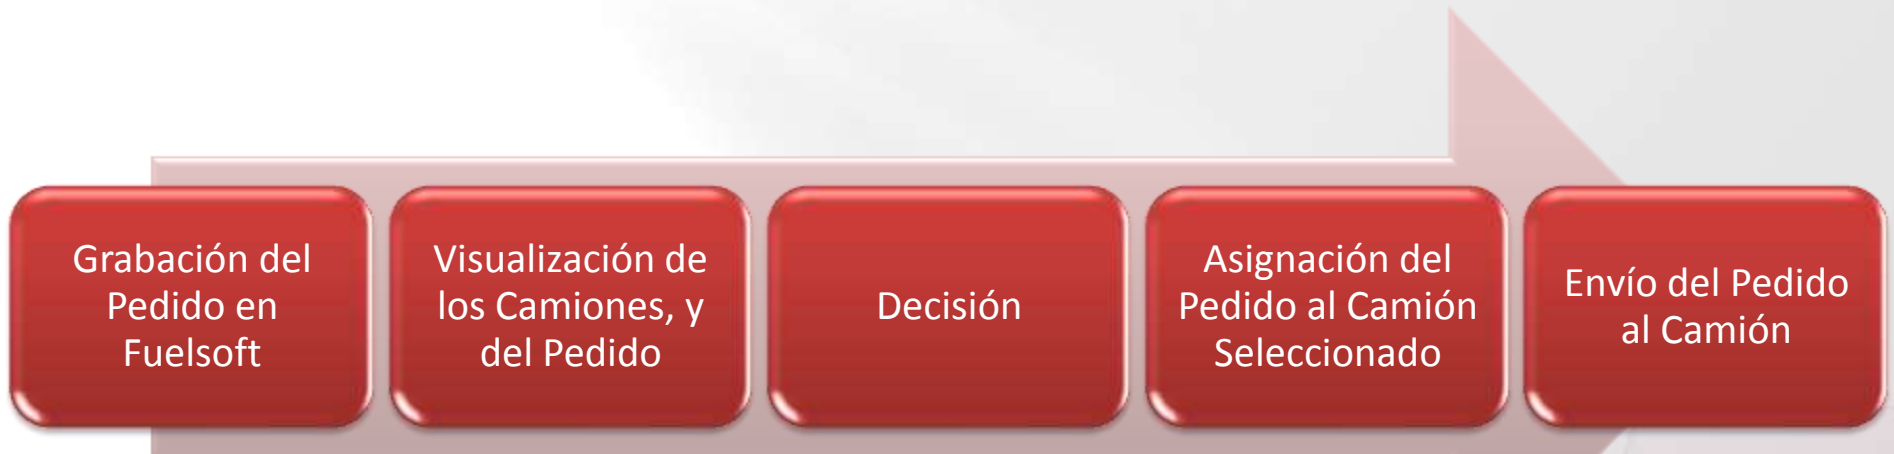 Grabación del
Pedido en
Fuelsoft
Visualización de
los Camiones, y
del Pedido
Decisión
Asignación del
Pedido al Camión
Seleccionado
Envío del Pedido
al Camión